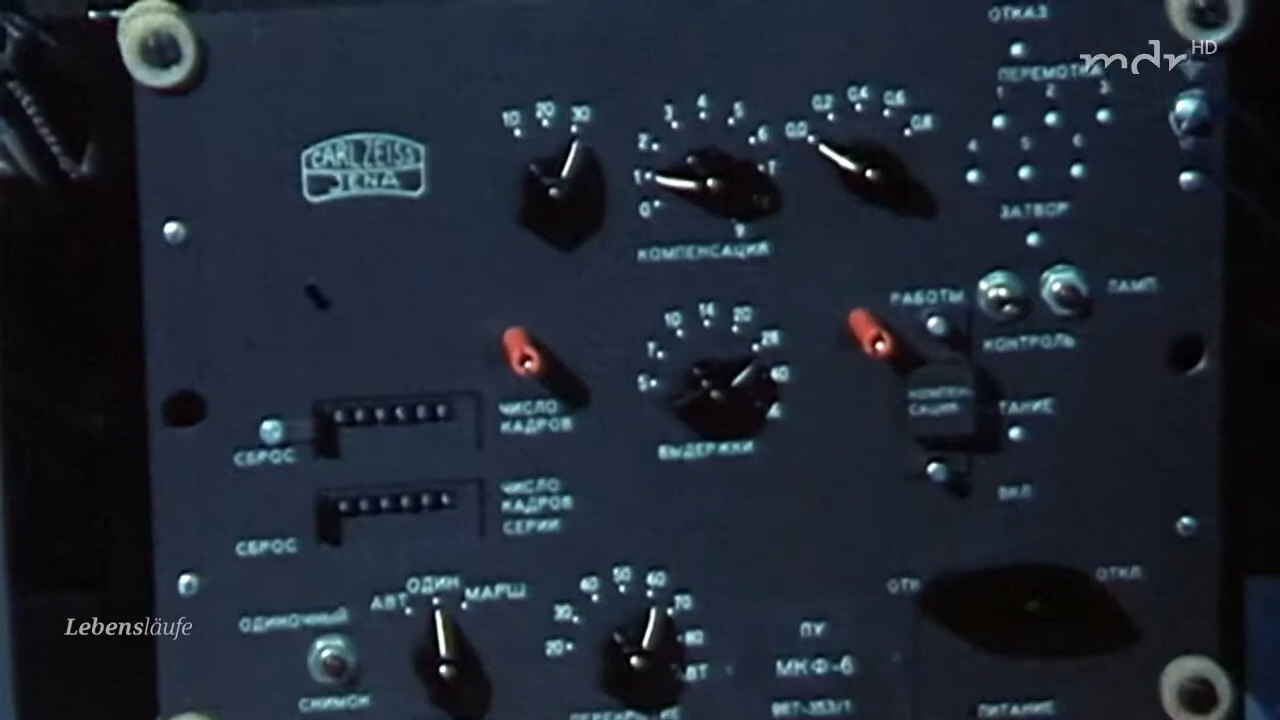 ОТКАЗ
mdr HD
ПЕРЕМОТКА
1 2 3
4 5 6
10 20 30
0 1 2 3 4 5 6 7 9
КОМПЕНСАЦИЯ
0,0 0,2 0,4 0,6 0,8
CARL ZEISS
JENA
ЗАТВОР
РАБОТЫ
ЛАМП
КОНТРОЛЬ
5 7 10 14 20 28 40
ВЫДЕРЖКИ
КОМПЕН-
САЦИЯ
ВКЛ
ЧИСЛО
КАДРОВ
СБРОС
ЧИСЛО
КАДРОВ
СЕРИИ
СБРОС
АВТ ОДИН МАРШ
ОДИНОЧНЫЙ
СНИМОК
20 30 40 50 60 70 80
ПУ
МКФ-6
ОТКЛ
ПИТАНИЕ
Lebensläufe